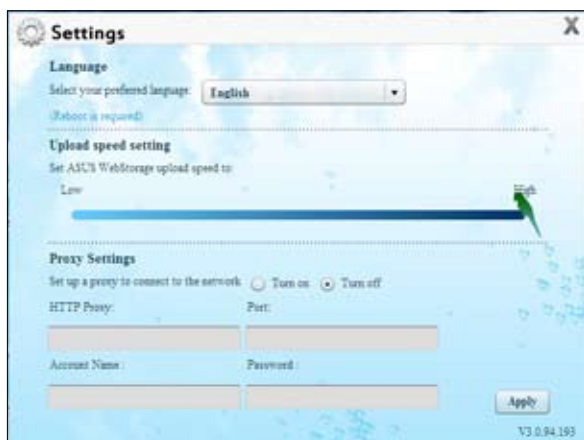 Settings
X
Language
Select your preferred language:
English
(Reboot is required)
Upload speed setting
Set ASUS WebStorage upload speed to:
Low
High
Proxy Settings
Set up a proxy to connect to the network
Turn on
Turn off
HTTP Proxy:
Port:
Account Name :
Password :
Apply
V3.0.94.193